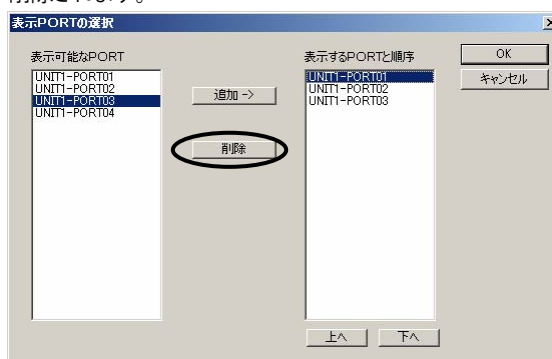 削除されます。
表示PORTの選択
表示可能なPORT
UNIT1-PORT01
UNIT1-PORT02
UNIT1-PORT03
UNIT1-PORT04
追加->
削除
表示するPORTと順序
UNIT1-PORT01
UNIT1-PORT02
UNIT1-PORT03
OK
キャンセル
上へ
下へ